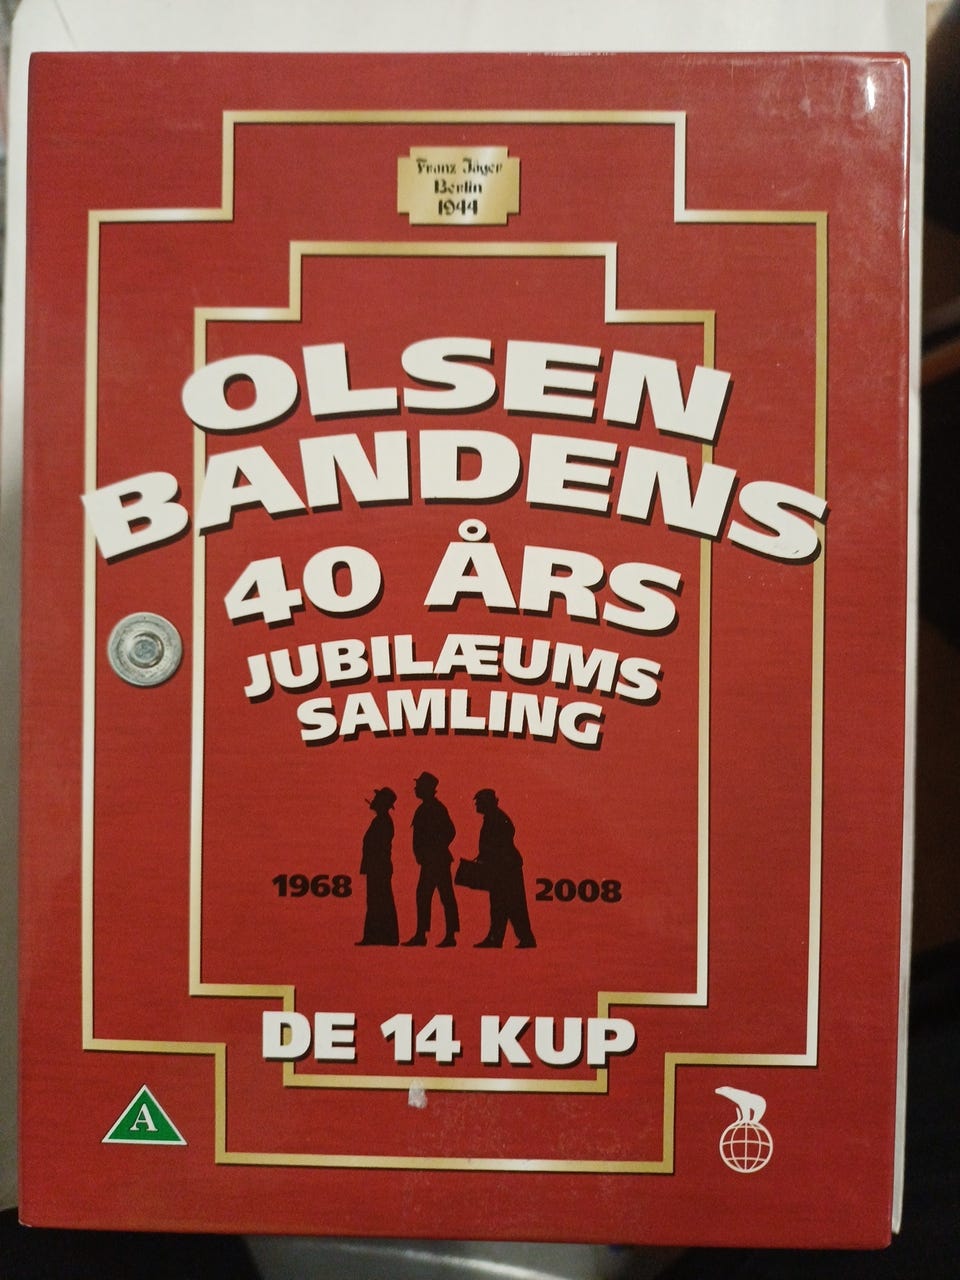 Franz Jäger
Berlin
1944
OLSEN
BANDENS
40 ÅRS
JUBILÆUMS
SAMLING
1968
2008
DE 14 KUP
A